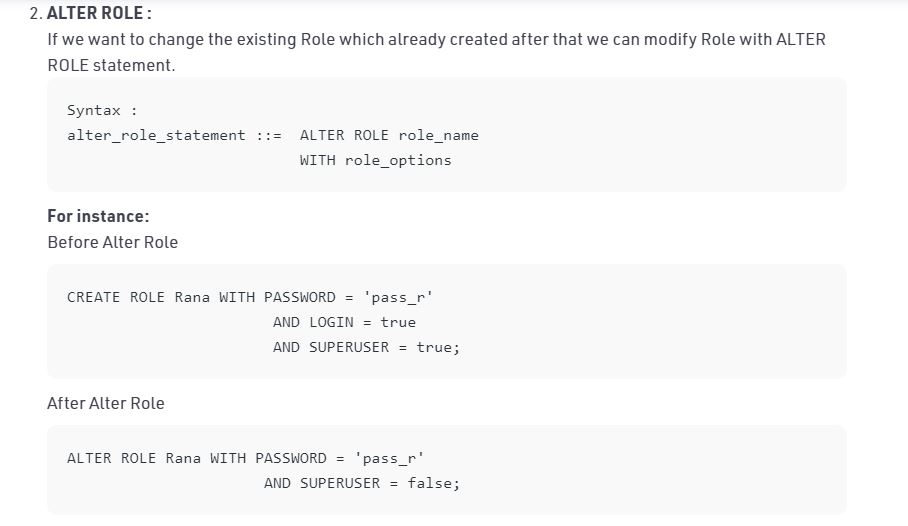 2. ALTER ROLE :
If we want to change the existing Role which already created after that we can modify Role with ALTER
ROLE statement.
Syntax :
alter_role_statement ::=  ALTER ROLE role_name
                          WITH role_options
For instance:
Before Alter Role
CREATE ROLE Rana WITH PASSWORD = 'pass_r'
                       AND LOGIN = true
                       AND SUPERUSER = true;
After Alter Role
ALTER ROLE Rana WITH PASSWORD = 'pass_r'
                      AND SUPERUSER = false;